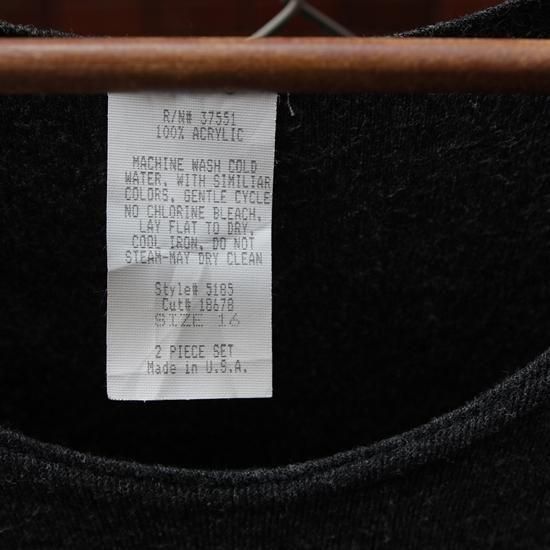 R/N# 37551
100% ACRYLIC
MACHINE WASH COLD
WATER, WITH SIMILIAR
COLORS, GENTLE CYCLE
NO CHLORINE BLEACH,
LAY FLAT TO DRY,
COOL IRON, DO NOT
STEAM-MAY DRY CLEAN
Style# 5185
Cut# 18678
SIZE 16
2 PIECE SET
Made in U.S.A.